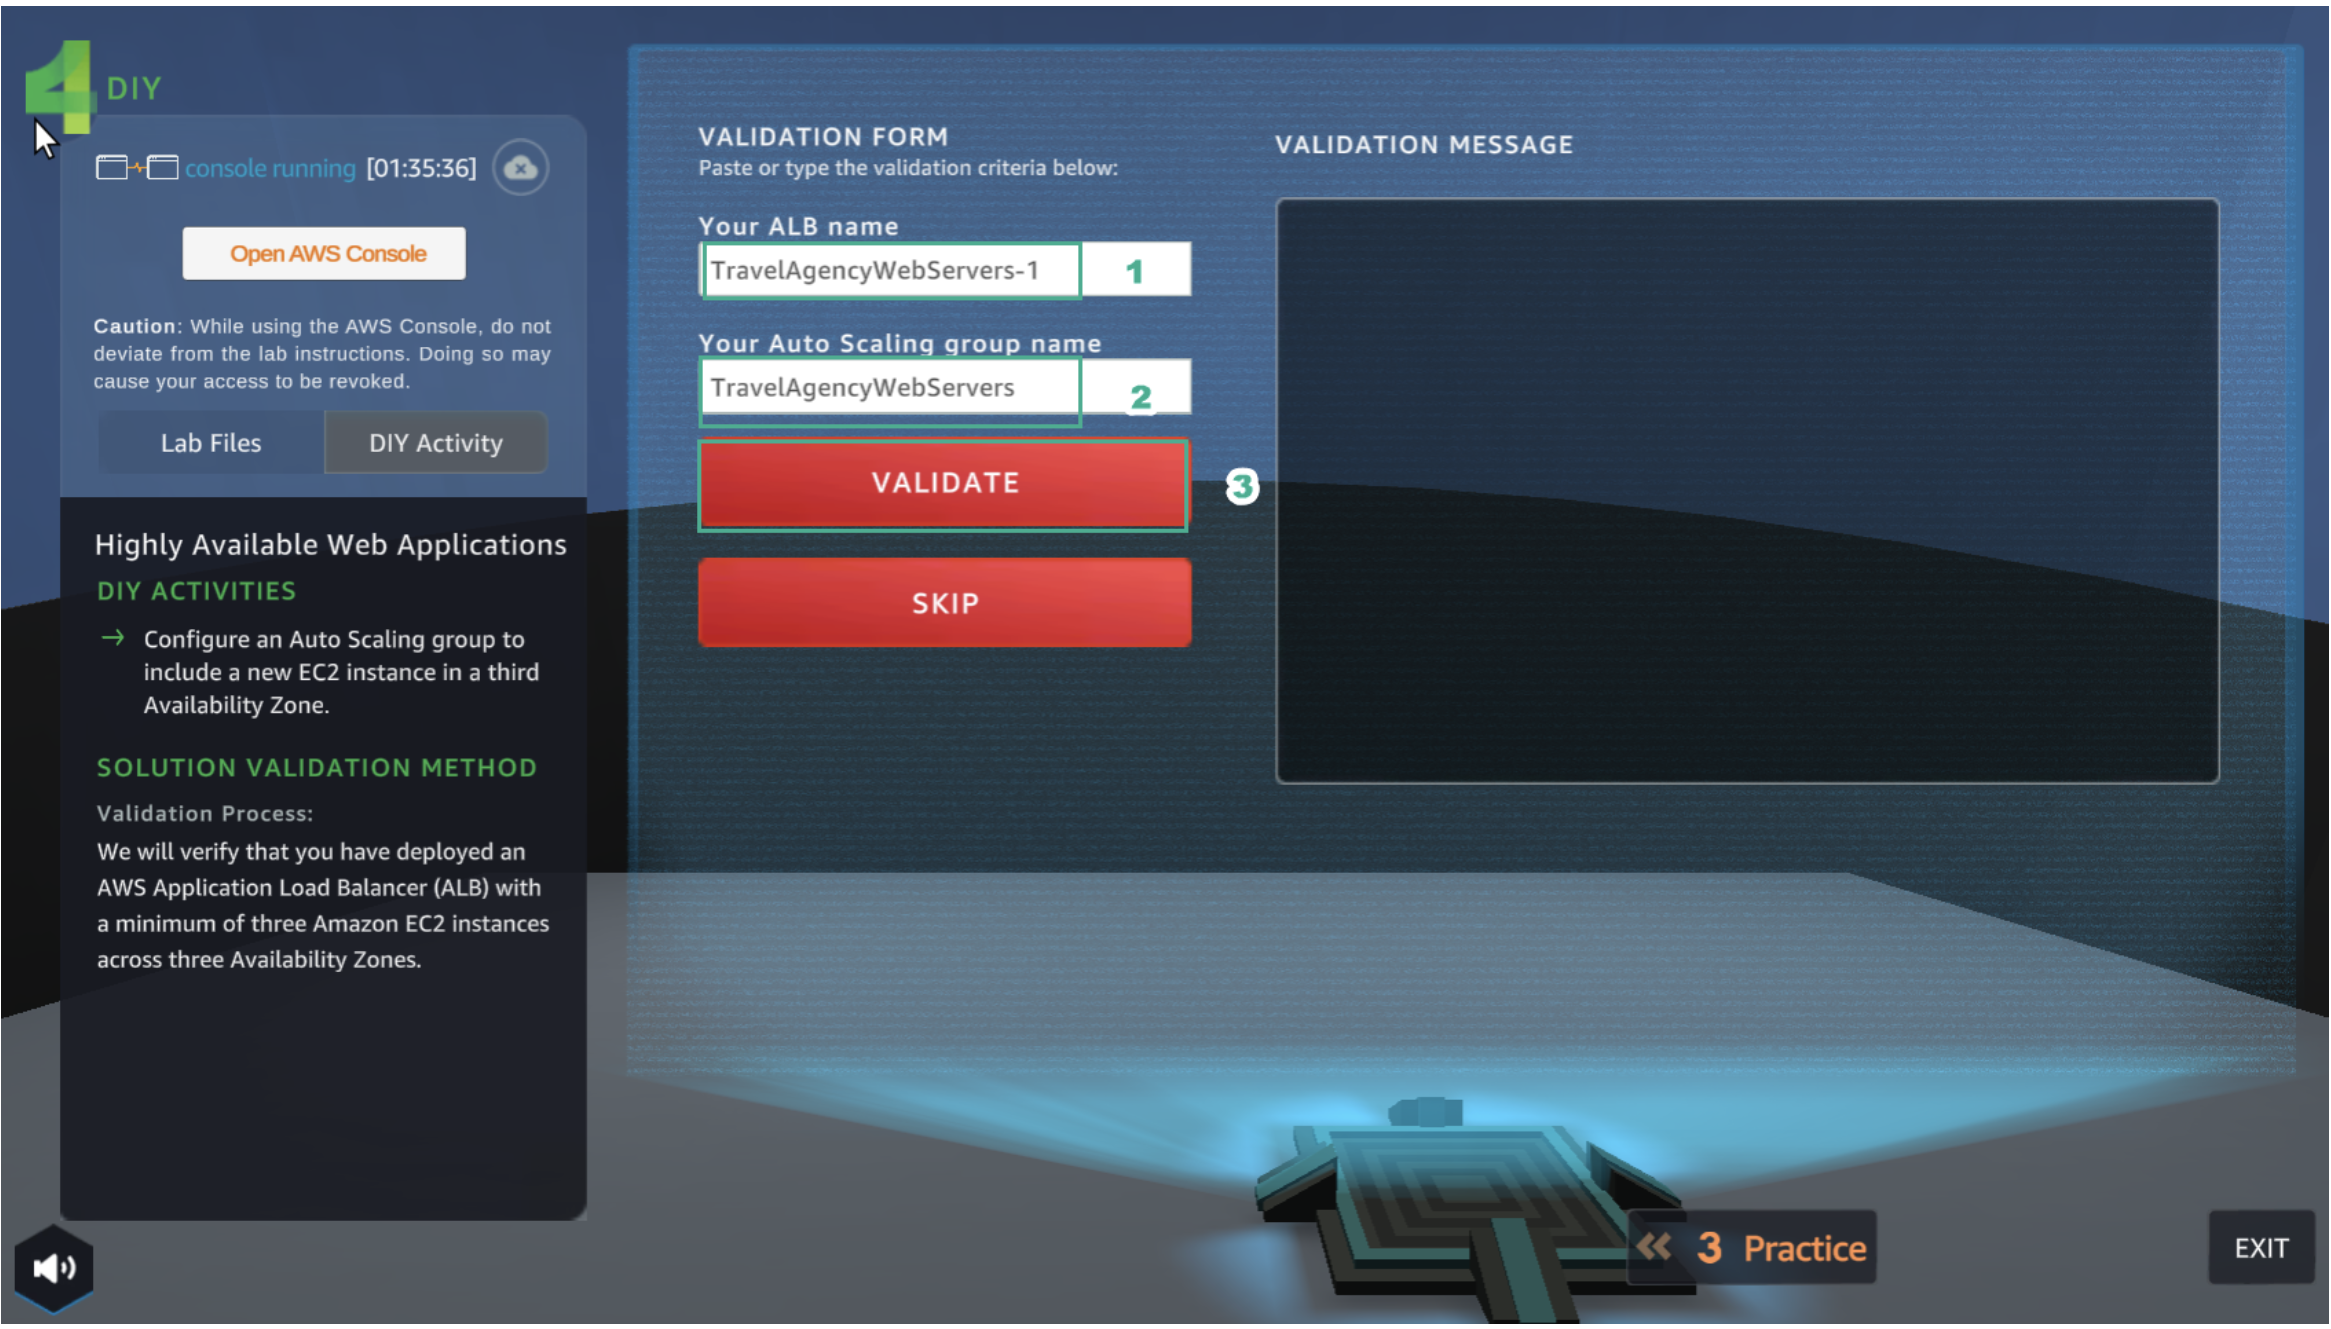 4 DIY
console running [01:35:36]
Open AWS Console
Caution: While using the AWS Console, do not
deviate from the lab instructions. Doing so may
cause your access to be revoked.
Lab Files
DIY Activity
Highly Available Web Applications
DIY ACTIVITIES
→ Configure an Auto Scaling group to
include a new EC2 instance in a third
Availability Zone.
SOLUTION VALIDATION METHOD
Validation Process:
We will verify that you have deployed an
AWS Application Load Balancer (ALB) with
a minimum of three Amazon EC2 instances
across three Availability Zones.
VALIDATION FORM
Paste or type the validation criteria below:
Your ALB name
TravelAgencyWebServers-1
1
Your Auto Scaling group name
TravelAgencyWebServers
2
VALIDATE
3
SKIP
VALIDATION MESSAGE
3 Practice
EXIT